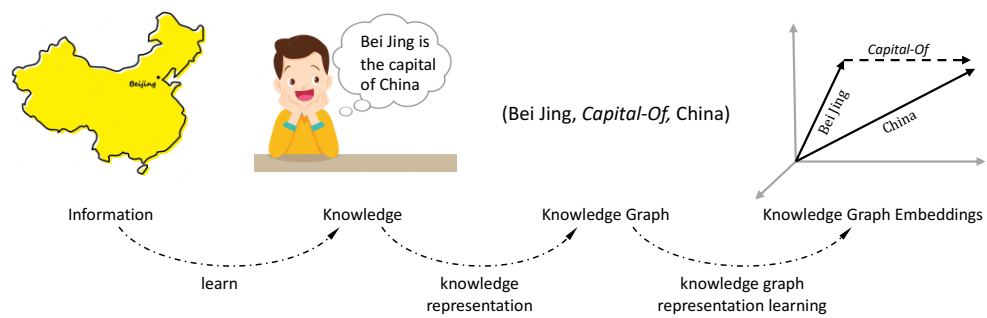 Beijing
Bei Jing is
the capital
of China
(Bei Jing, Capital-Of, China)
Capital-Of
Bei Jing
China
Information
Knowledge
Knowledge Graph
Knowledge Graph Embeddings
learn
knowledge
representation
knowledge graph
representation learning